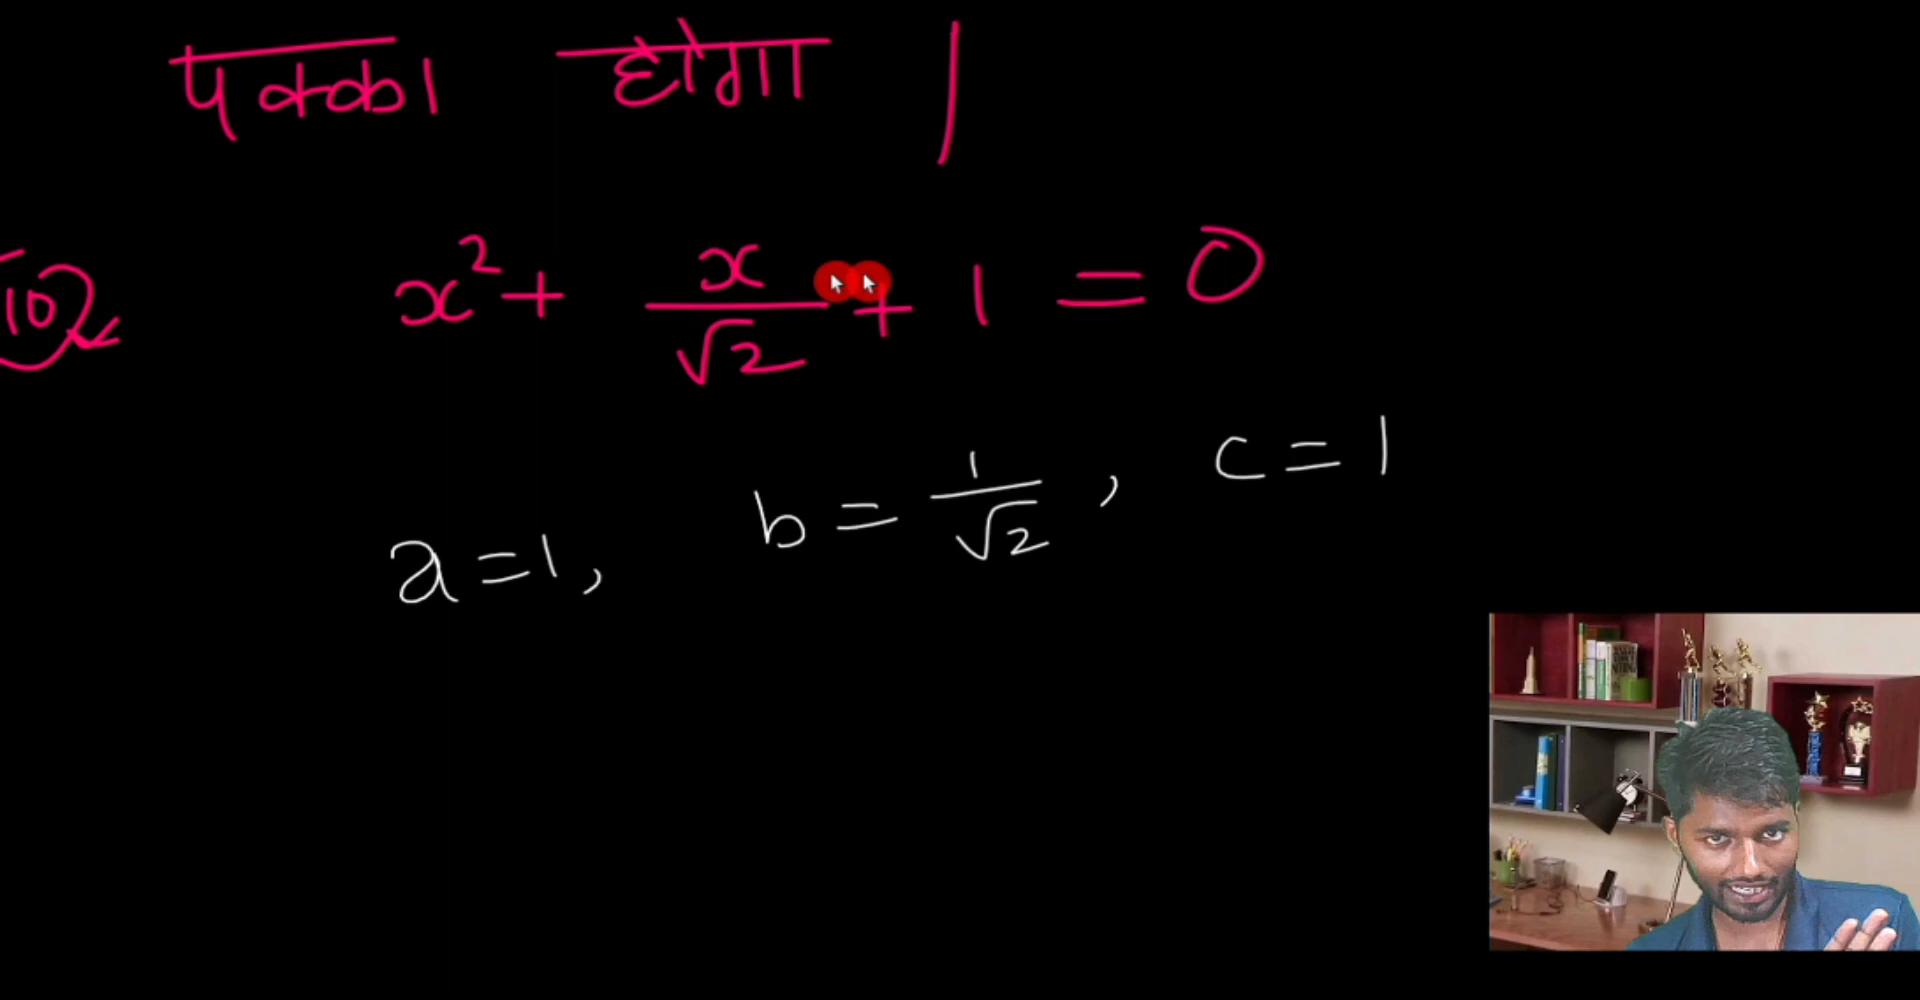 पक्का होगा |
10 x² + x/√2 + 1 = 0
a = 1, b = 1/√2, c = 1